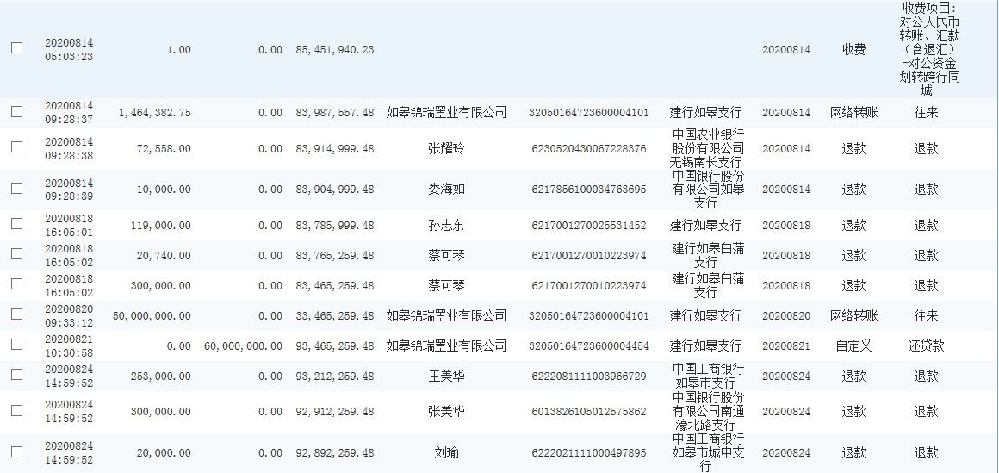 收费项目:
对公人民币
转账、汇款
（含退汇）
-对公资金
划转跨行同
城
20200814
05:03:23
1.00
0.00
85,451,940.23
20200814
收费
20200814
09:28:37
1,464,382.75
0.00
83,987,557.48
如皋锦瑞置业有限公司
32050164723600004101
建行如皋支行
20200814
网络转账
往来
20200814
09:28:38
72,558.00
0.00
83,914,999.48
张耀玲
6230520430067228376
中国农业银行
股份有限公司
无锡南长支行
20200814
退款
退款
20200814
09:28:39
10,000.00
0.00
83,904,999.48
娄海如
6217856100034763695
中国银行股份
有限公司如皋
支行
20200814
退款
退款
20200818
16:05:01
119,000.00
0.00
83,785,999.48
孙志东
6217001270025531452
建行如皋支行
20200818
退款
退款
20200818
16:05:02
20,740.00
0.00
83,765,259.48
蔡可琴
6217001270010223974
建行如皋白蒲
支行
20200818
退款
退款
20200818
16:05:02
300,000.00
0.00
83,465,259.48
蔡可琴
6217001270010223974
建行如皋白蒲
支行
20200818
退款
退款
20200820
09:33:12
50,000,000.00
0.00
33,465,259.48
如皋锦瑞置业有限公司
32050164723600004101
建行如皋支行
20200820
网络转账
往来
20200821
10:30:58
0.00
60,000,000.00
93,465,259.48
如皋锦瑞置业有限公司
32050164723600004454
建行如皋支行
20200821
自定义
还贷款
20200824
14:59:52
253,000.00
0.00
93,212,259.48
王美华
6222081111003966729
中国工商银行
如皋市支行
20200824
退款
退款
20200824
14:59:52
300,000.00
0.00
92,912,259.48
张美华
6013826105012575862
中国银行股份
有限公司南通
濠北路支行
20200824
退款
退款
20200824
14:59:52
20,000.00
0.00
92,892,259.48
刘瑜
6222021111000497895
中国工商银行
如皋市城中支
行
20200824
退款
退款